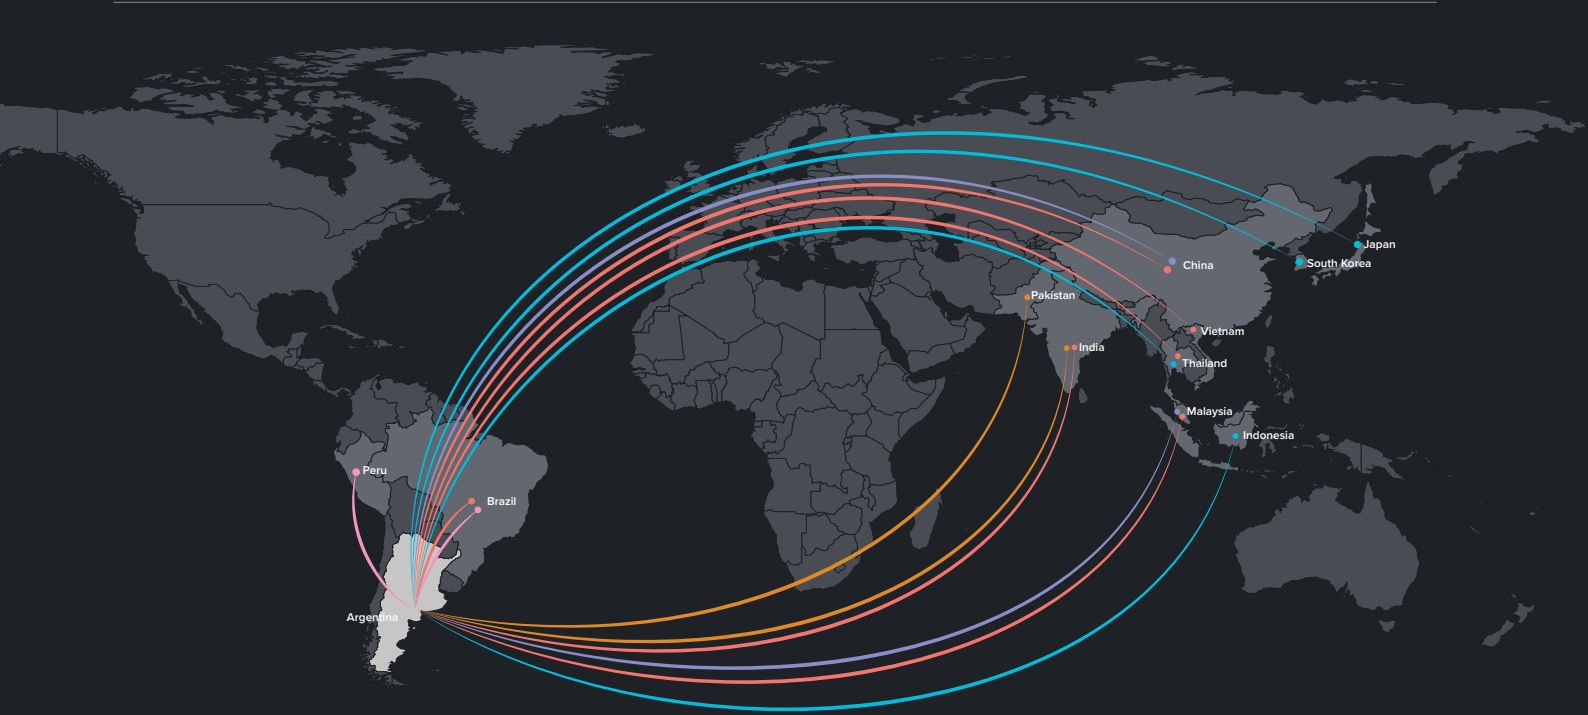 Japan
South Korea
China
Pakistan
Vietnam
India
Thailand
Malaysia
Indonesia
Peru
Brazil
Argentina